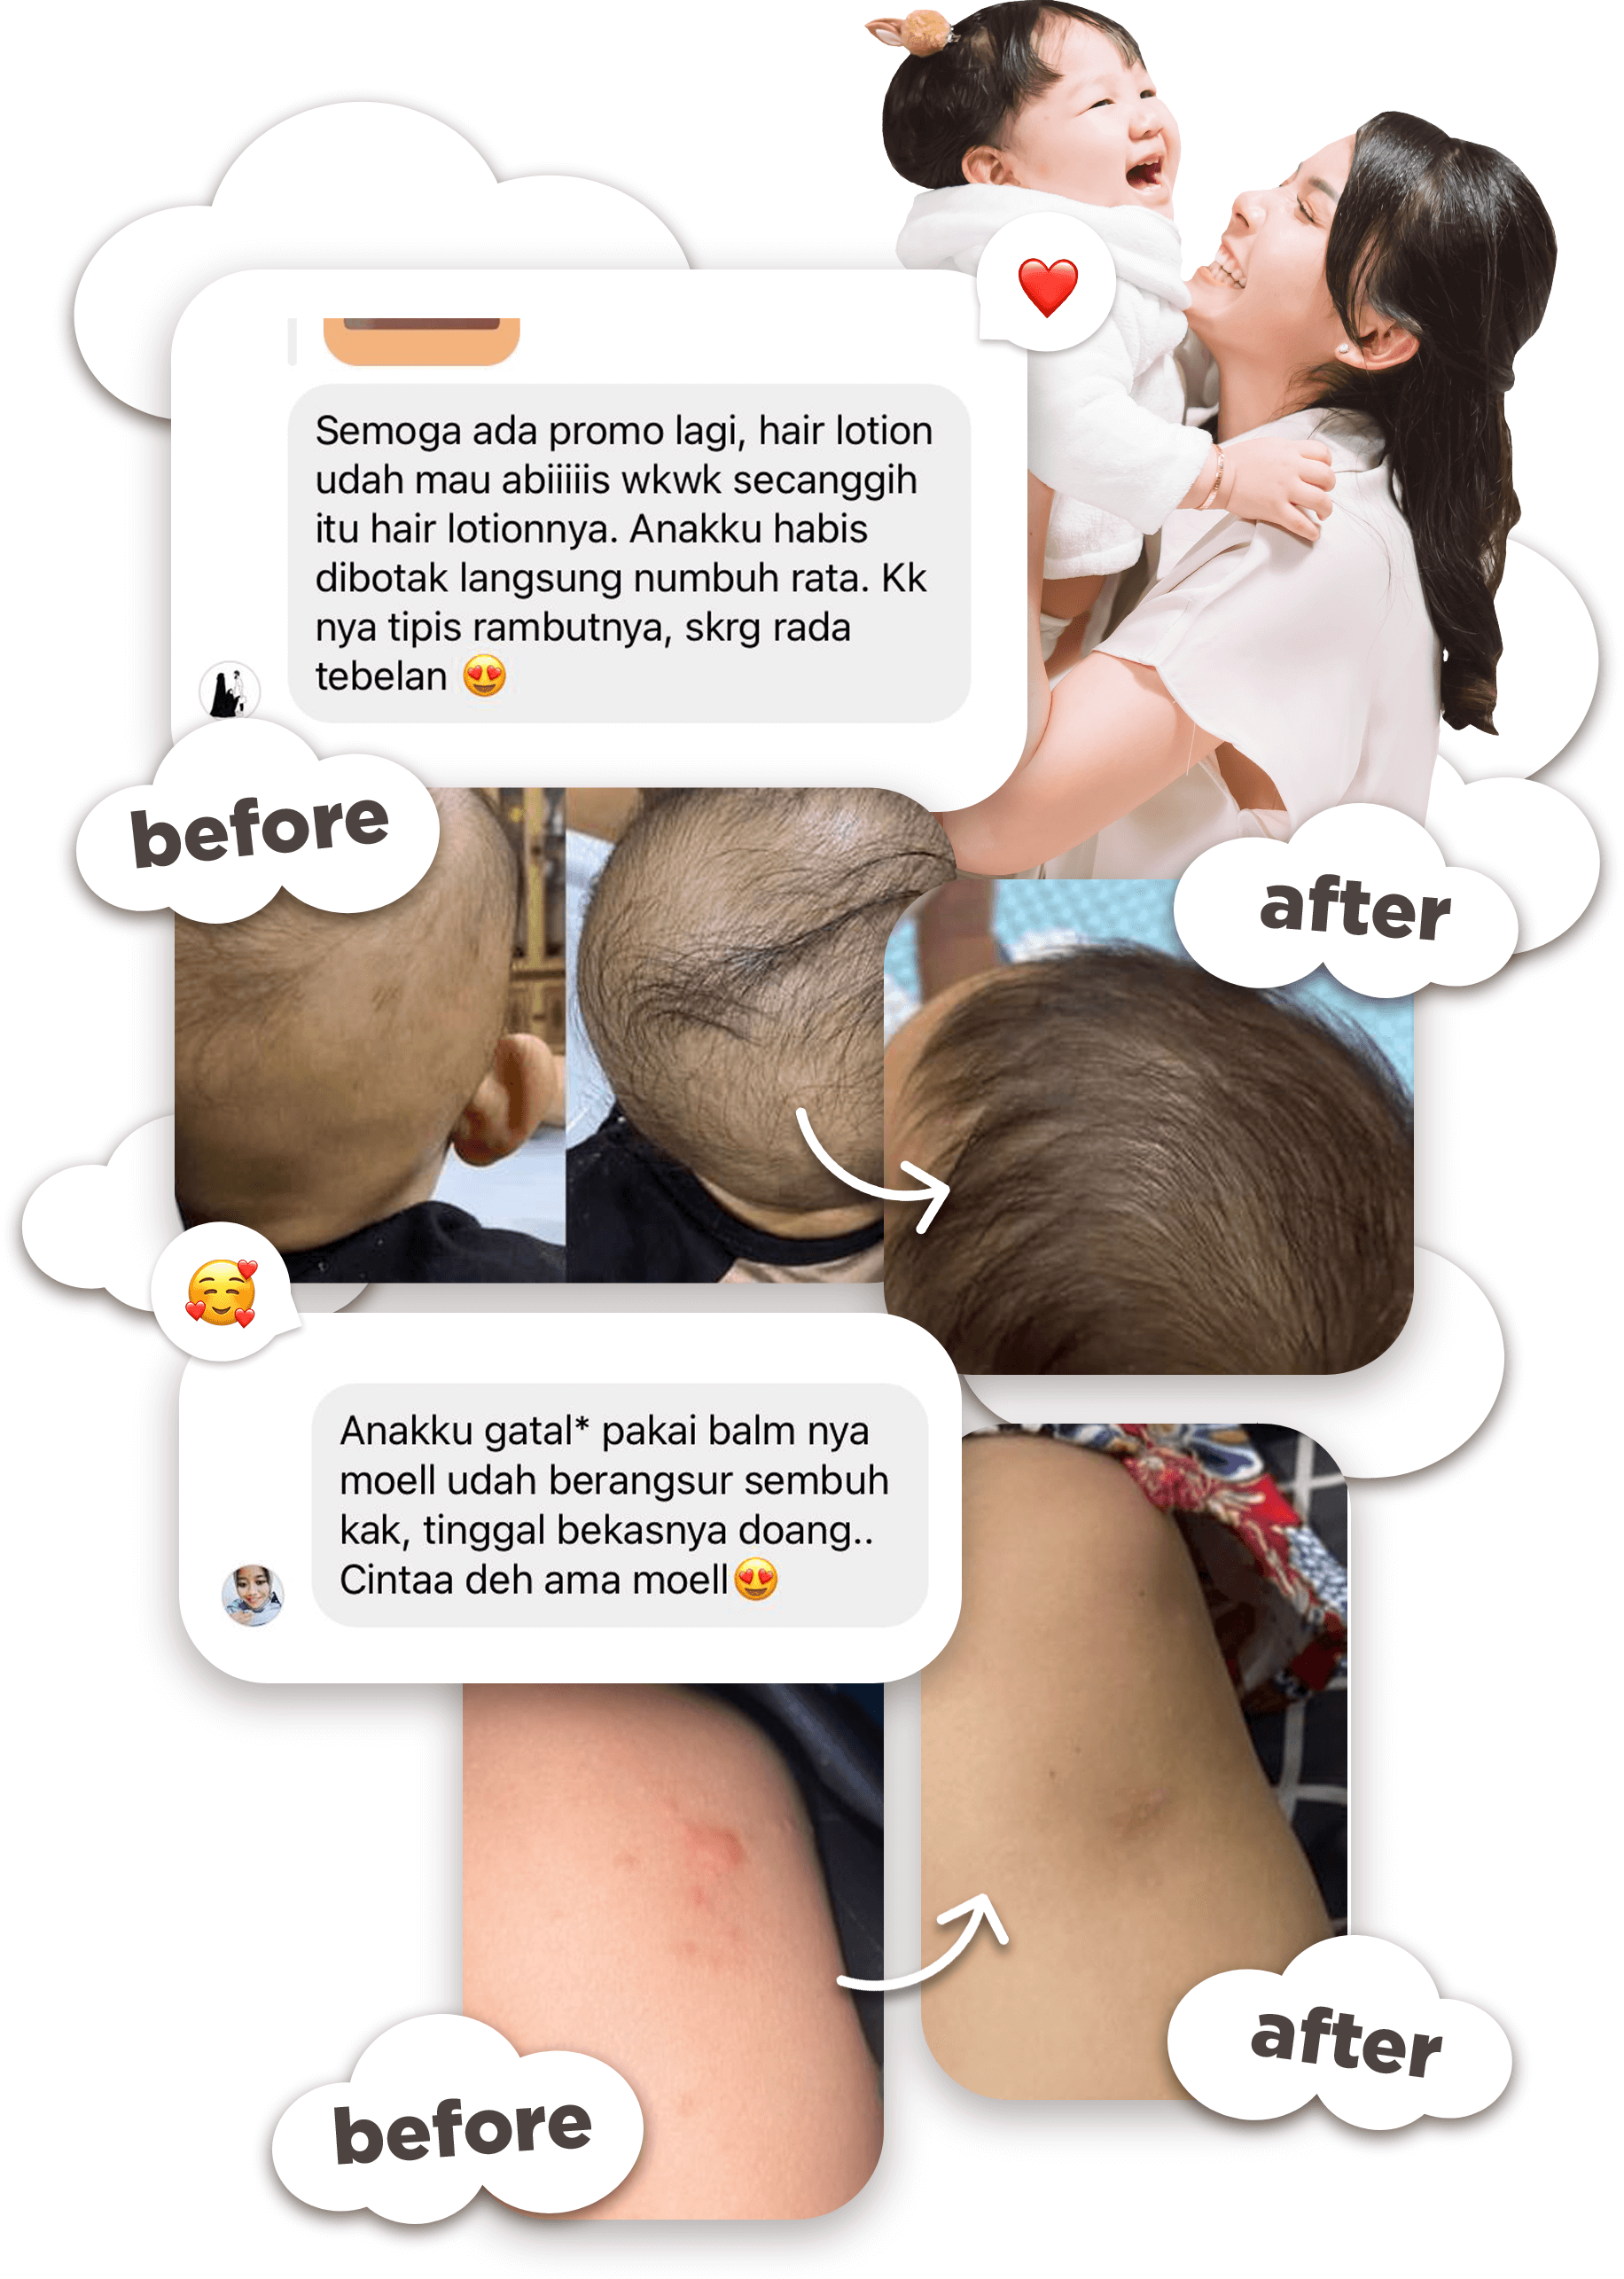 Semoga ada promo lagi, hair lotion
udah mau abiiiiis wkwk secanggih
itu hair lotionnya. Anakku habis
dibotak langsung numbuh rata. Kk
nya tipis rambutnya, skrg rada
tebelan 😍
before
after
Anakku gatal* pakai balm nya
moell udah berangsur sembuh
kak, tinggal bekasnya doang..
Cintaa deh ama moell😍
before
after